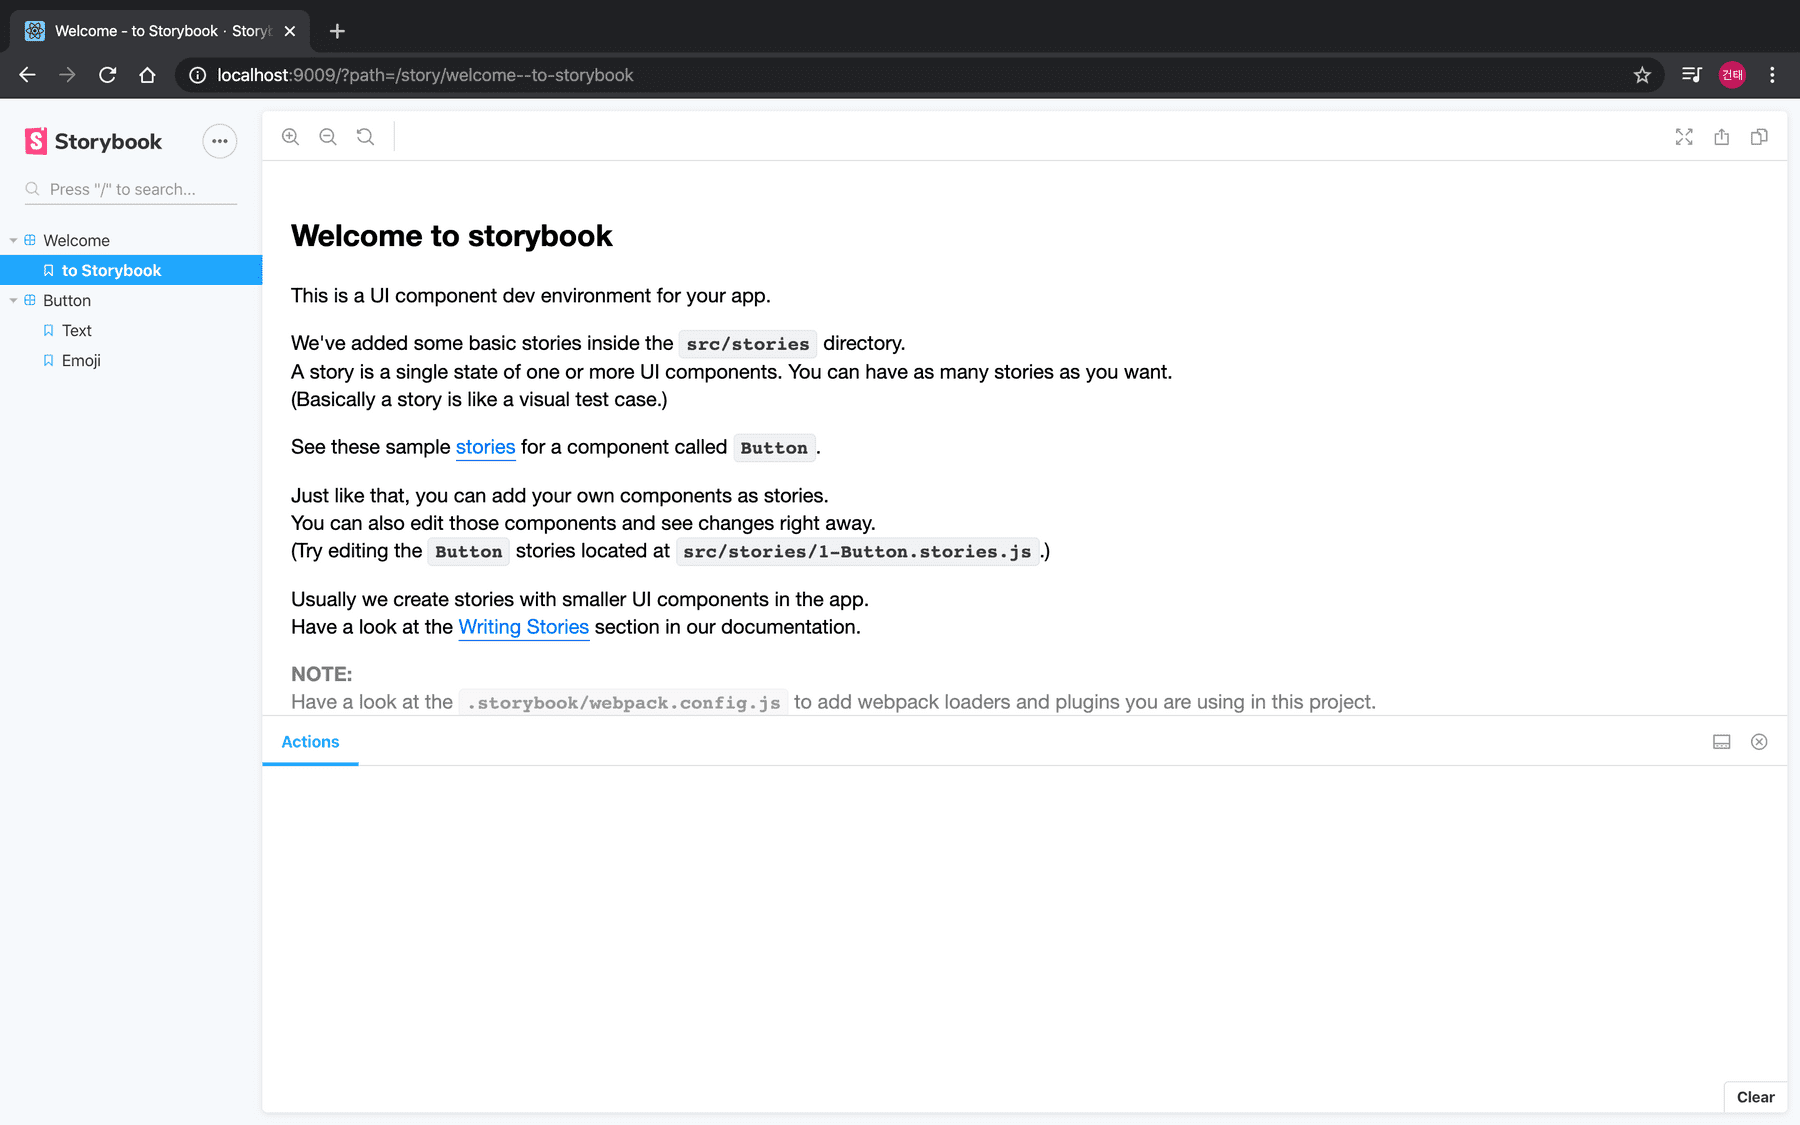 Welcome - to Storybook · Storyb
localhost:9009/?path=/story/welcome--to-storybook
건태
Storybook
Press "/" to search...
Welcome
to Storybook
Button
Text
Emoji
Welcome to storybook
This is a UI component dev environment for your app.
We've added some basic stories inside the src/stories directory.
A story is a single state of one or more UI components. You can have as many stories as you want.
(Basically a story is like a visual test case.)
See these sample stories for a component called Button.
Just like that, you can add your own components as stories.
You can also edit those components and see changes right away.
(Try editing the Button stories located at src/stories/1-Button.stories.js.)
Usually we create stories with smaller UI components in the app.
Have a look at the Writing Stories section in our documentation.
NOTE:
Have a look at the .storybook/webpack.config.js to add webpack loaders and plugins you are using in this project.
Actions
Clear